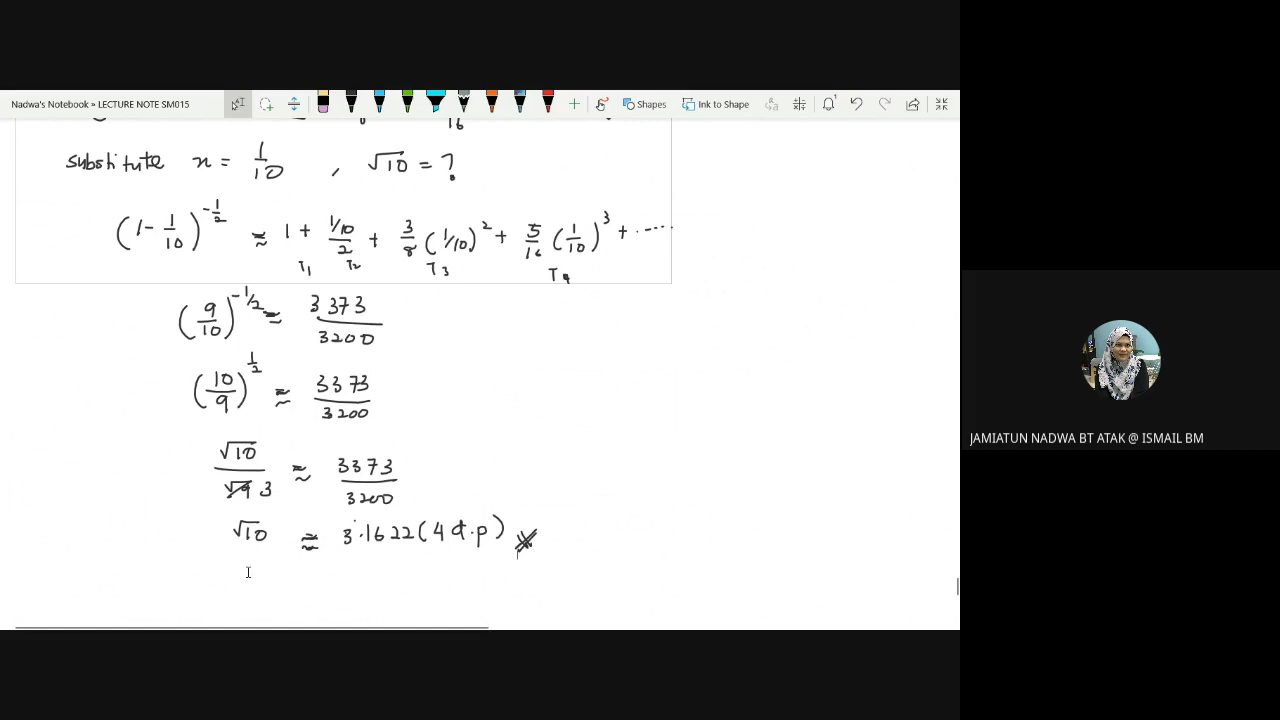 Nadwa's Notebook » LECTURE NOTE SM015
Shapes
Ink to Shape
16
substitute x = 1/10 , √10 = ?
(1 - 1/10)^(-1/2) ≈ 1 + (1/10)/2 + 3/8 (1/10)^2 + 5/16 (1/10)^3 + .....
T1 T2 T3 T4
(9/10)^(-1/2) ≈ 3373/3200
(10/9)^(1/2) ≈ 3373/3200
√10/√9 3 ≈ 3373/3200
√10 ≈ 3.1622 (4 d.p)
JAMIATUN NADWA BT ATAK @ ISMAIL BM